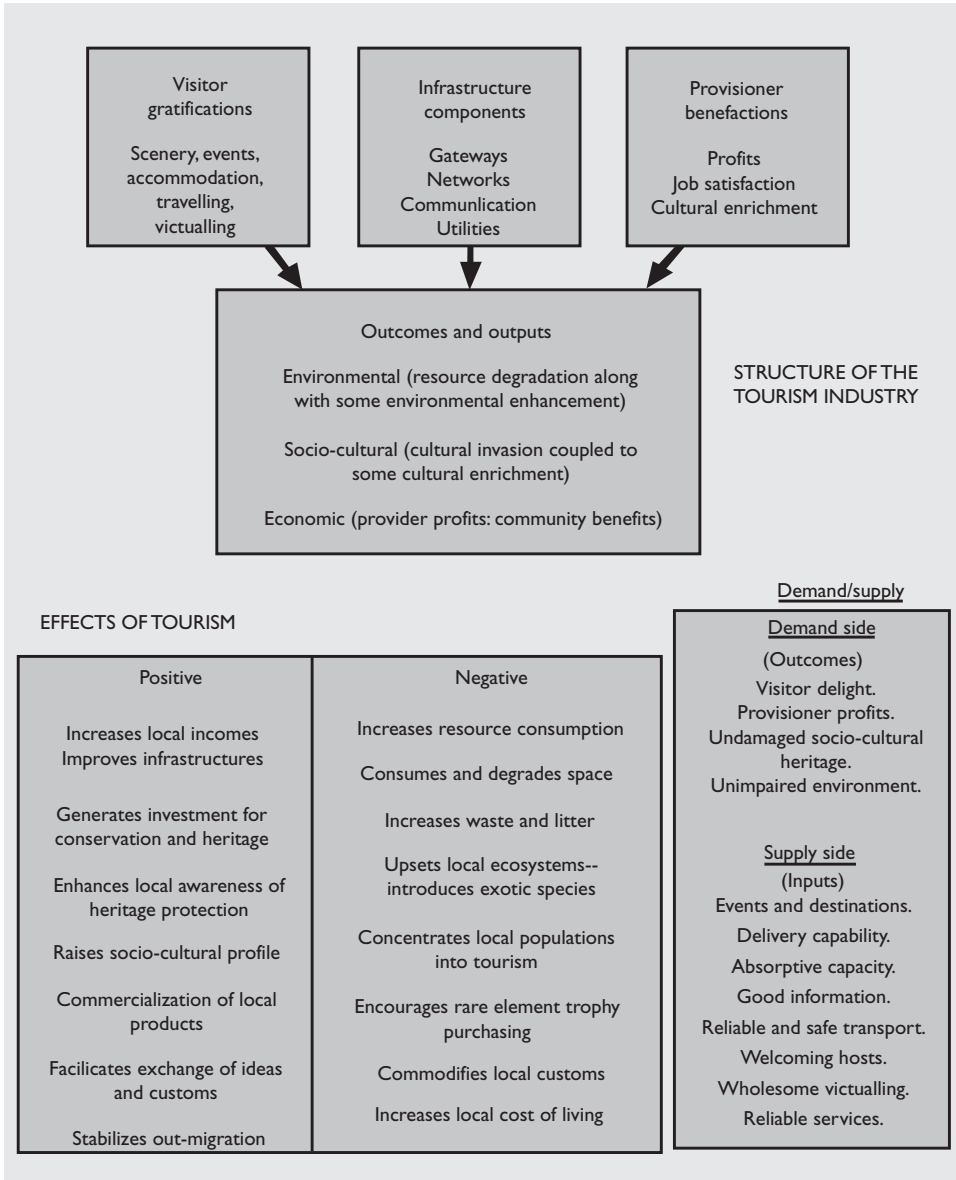 Visitor
gratifications
Scenery, events,
accommodation,
travelling,
victualling
Infrastructure
components
Gateways
Networks
Communlication
Utilities
Provisioner
benefactions
Profits
Job satisfaction
Cultural enrichment
Outcomes and outputs
Environmental (resource degradation along
with some environmental enhancement)
Socio-cultural (cultural invasion coupled to
some cultural enrichment)
Economic (provider profits: community benefits)
STRUCTURE OF THE
TOURISM INDUSTRY
EFFECTS OF TOURISM
Positive
Increases local incomes
Improves infrastructures
Generates investment for
conservation and heritage
Enhances local awareness of
heritage protection
Raises socio-cultural profile
Commercialization of local
products
Facilicates exchange of ideas
and customs
Stabilizes out-migration
Negative
Increases resource consumption
Consumes and degrades space
Increases waste and litter
Upsets local ecosystems--
introduces exotic species
Concentrates local populations
into tourism
Encourages rare element trophy
purchasing
Commodifies local customs
Increases local cost of living
Demand/supply
Demand side
(Outcomes)
Visitor delight.
Provisioner profits.
Undamaged socio-cultural
heritage.
Unimpaired environment.
Supply side
(Inputs)
Events and destinations.
Delivery capability.
Absorptive capacity.
Good information.
Reliable and safe transport.
Welcoming hosts.
Wholesome victualling.
Reliable services.